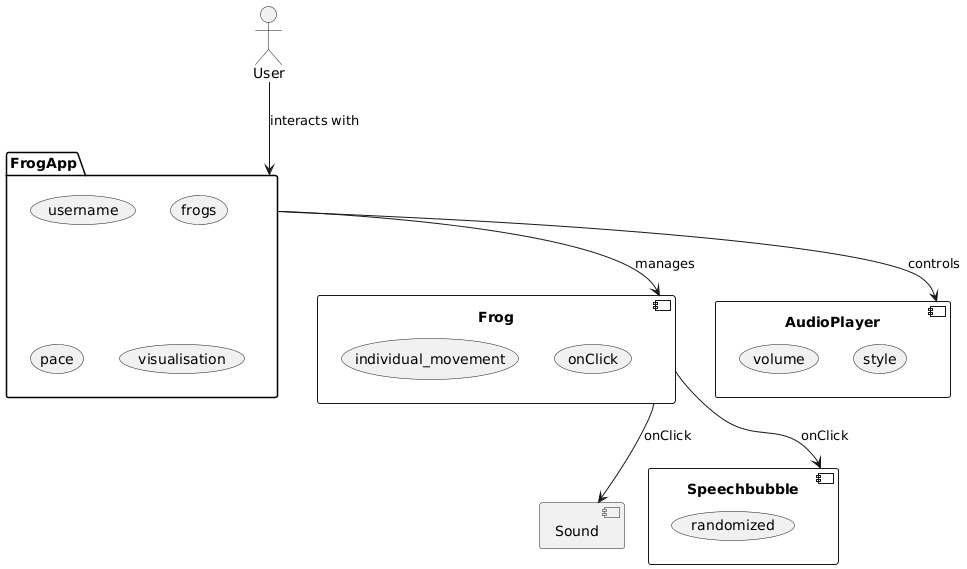 User
interacts with
FrogApp
username
frogs
manages
controls
Frog
AudioPlayer
pace
visualisation
individual_movement
onClick
volume
style
onClick
onClick
Speechbubble
randomized
Sound